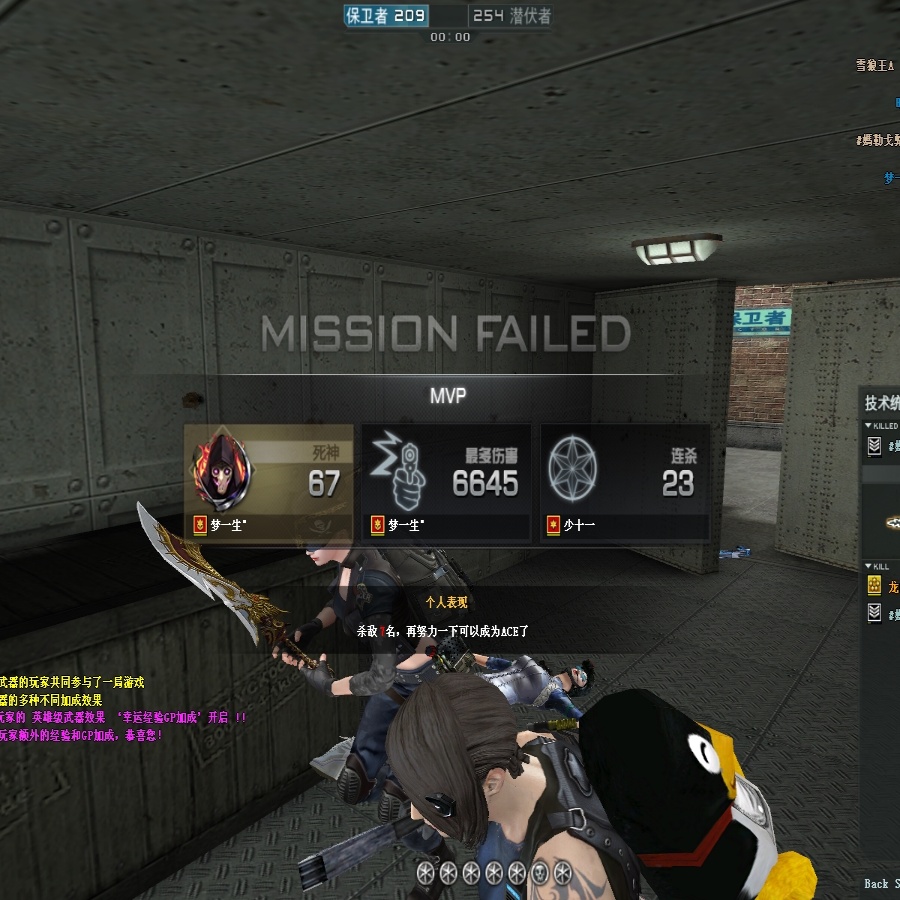 保卫者 209
254 潜伏者
00:00
雪狼王A
梦一
MISSION FAILED
保卫者
MVP
死神
67
梦一生°
最多伤害
6645
梦一生°
连杀
23
少十一
技术统
KILLED
KILL
龙
个人表现
杀敌 名，再努力一下可以成为ACE了
武器的玩家共同参与了一局游戏
器的多种不同加成效果
玩家的 英雄级武器效果 ‘幸运经验GP加成’开启 !!
玩家额外的经验和GP加成，恭喜您!
Back S